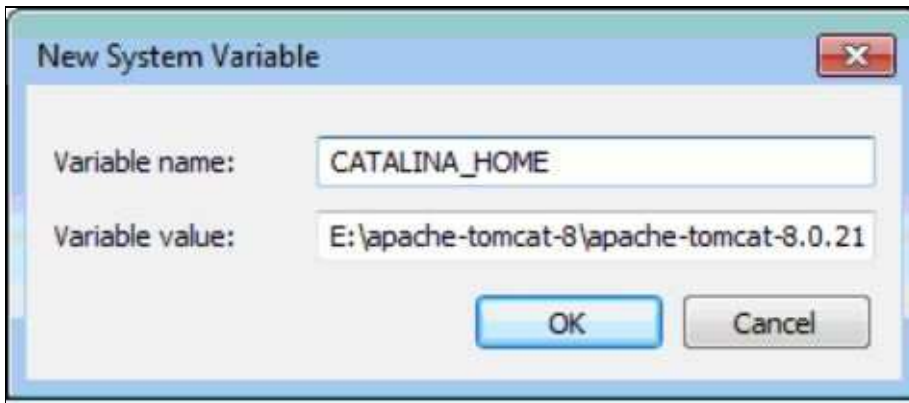 New System Variable
Variable name: CATALINA_HOME
Variable value: E:\apache-tomcat-8\apache-tomcat-8.0.21
OK Cancel